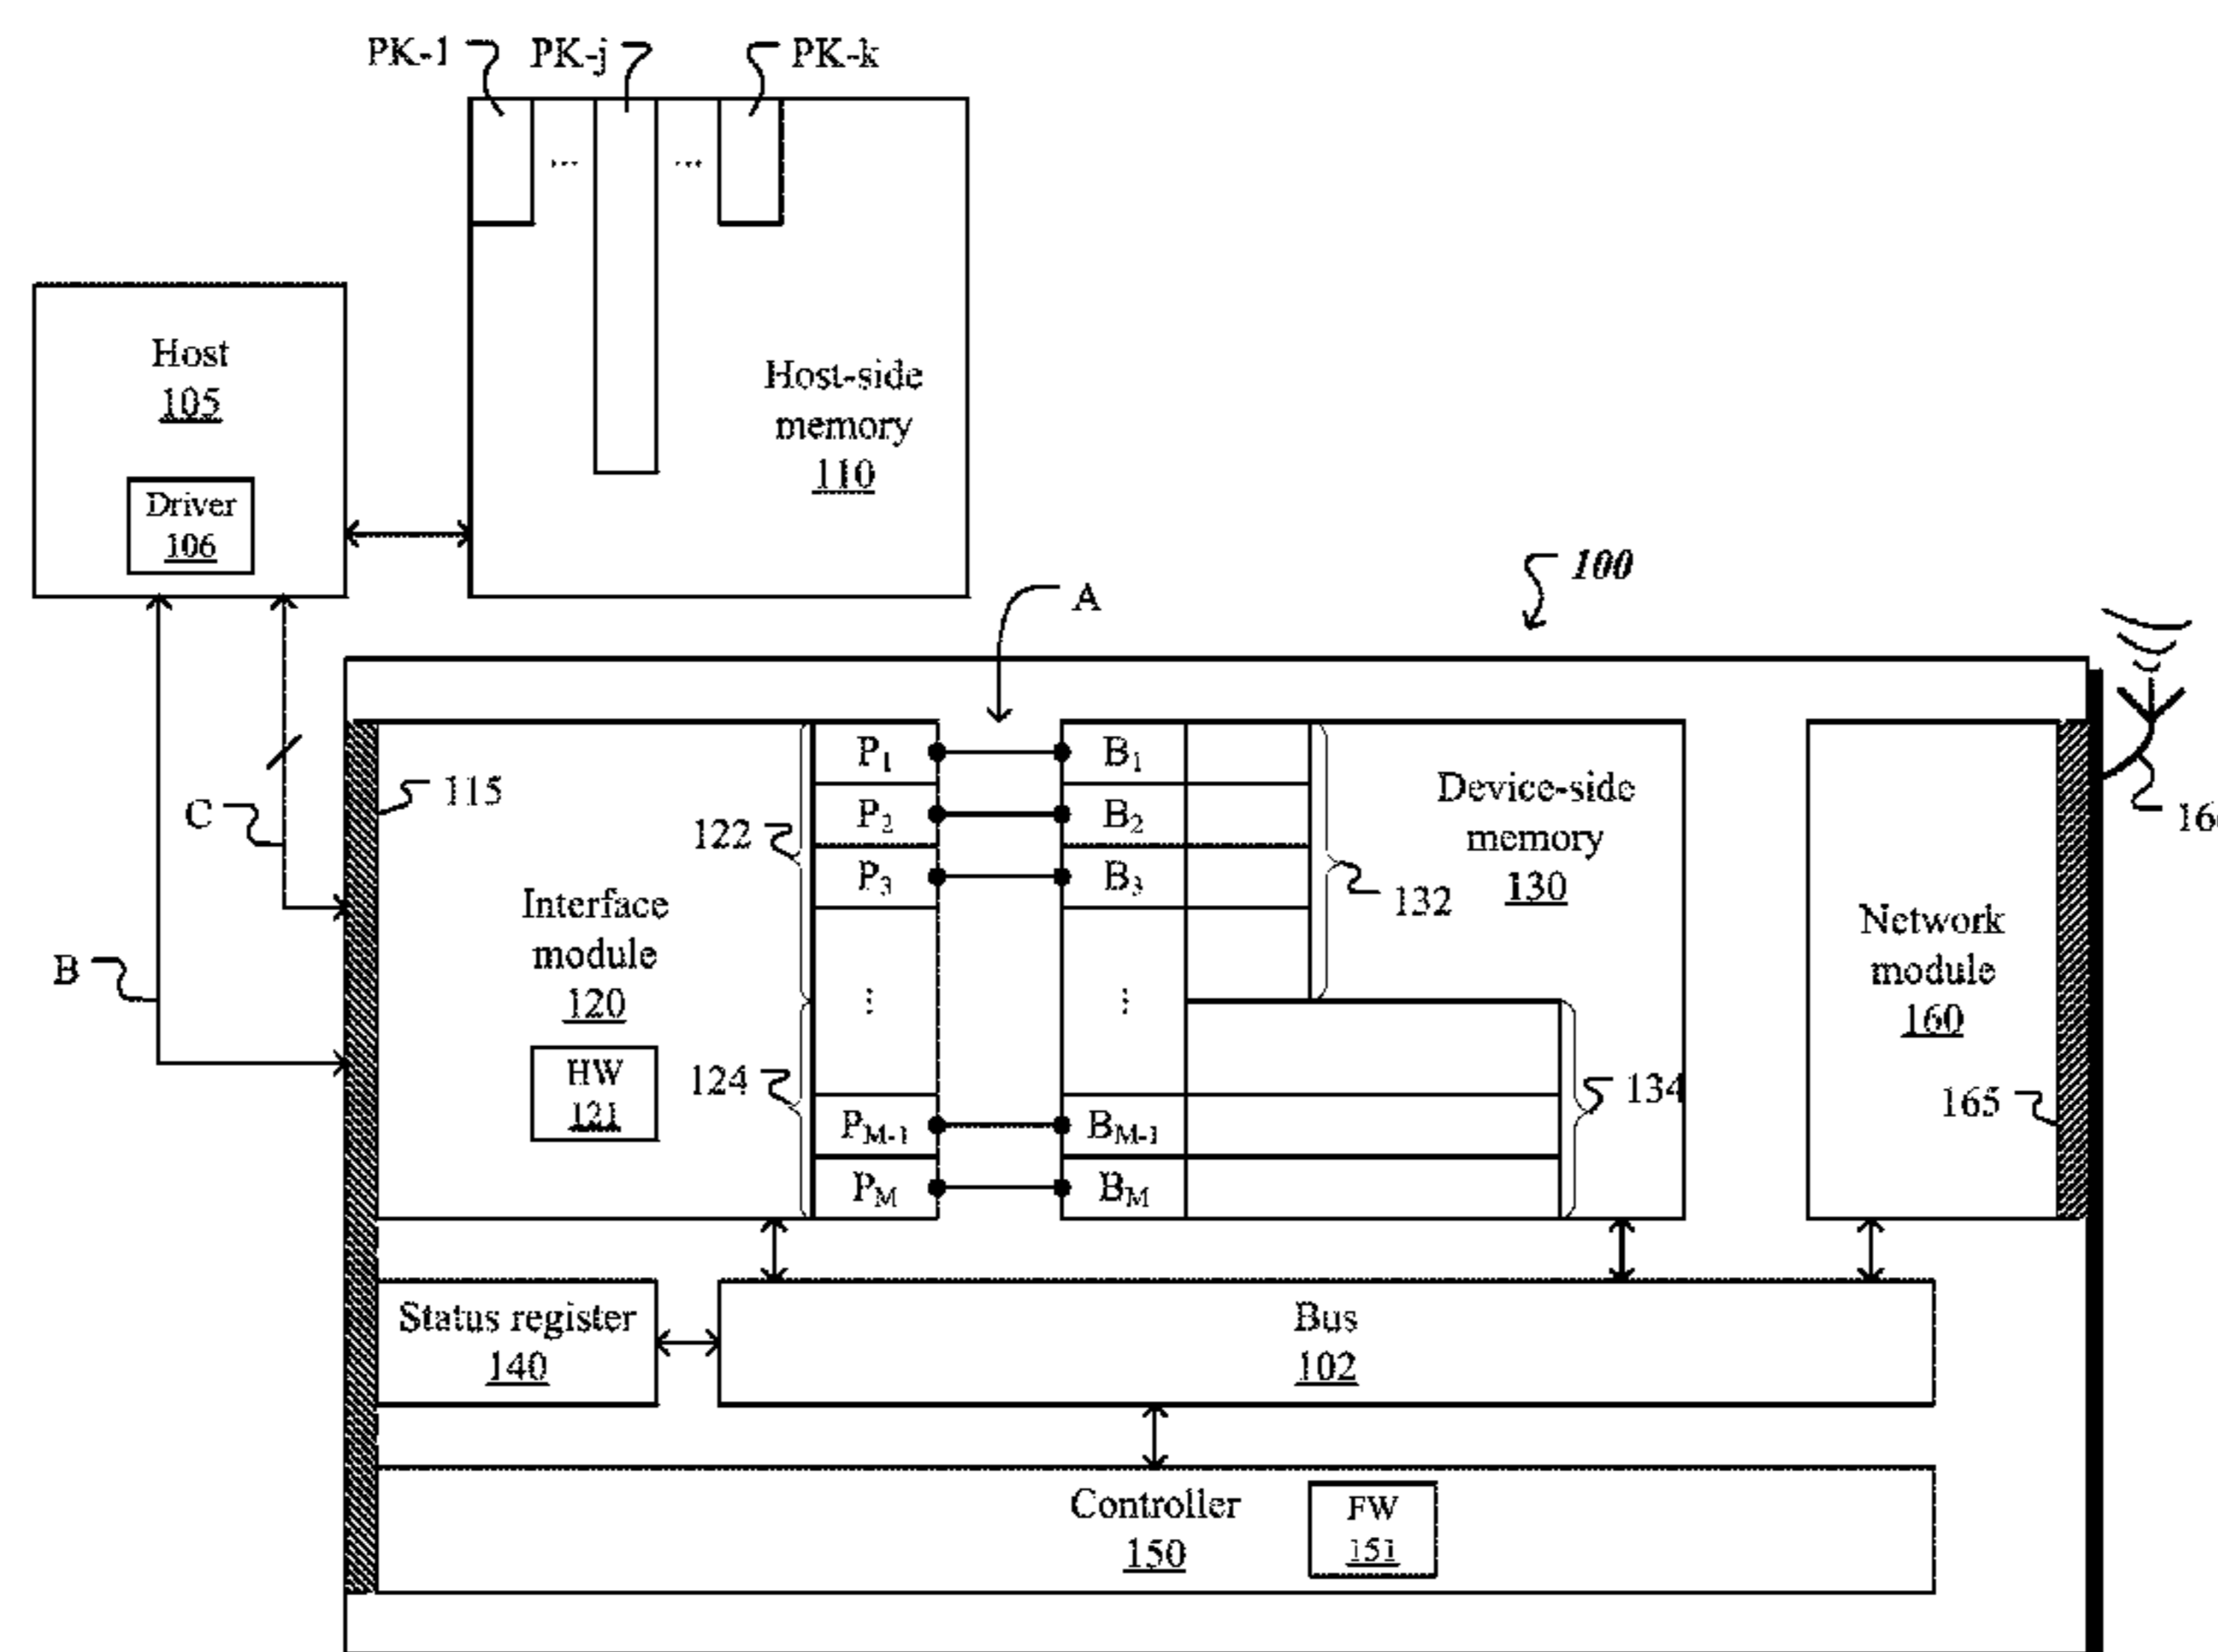 PK-1
PK-j
PK-k
...
...
Host
105
Driver
106
Host-side
memory
110
A
100
B
C
115
Interface
module
120
HW
121
122
124
P1
P2
P3
⋮
PM-1
PM
B1
B2
B3
⋮
BM-1
BM
132
134
Device-side
memory
130
Network
module
160
165
Status register
140
Bus
102
Controller
150
FW
151